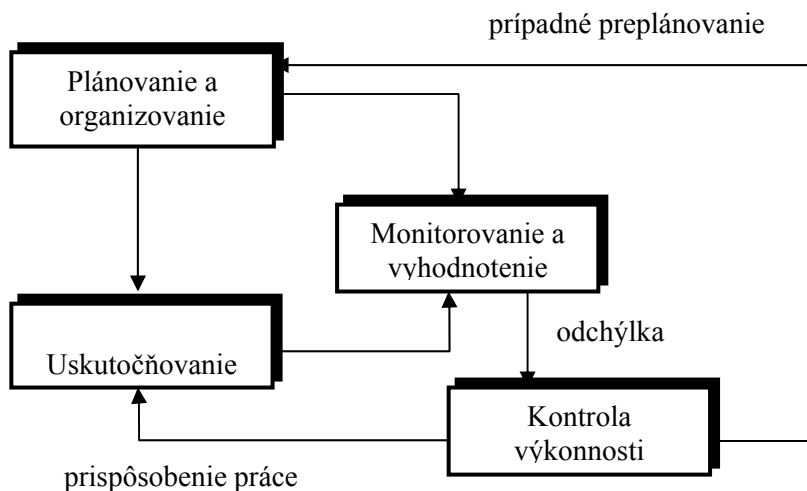 prípadné preplánovanie
Plánovanie a
organizovanie
Monitorovanie a
vyhodnotenie
odchýlka
Uskutočňovanie
Kontrola
výkonnosti
prispôsobenie práce